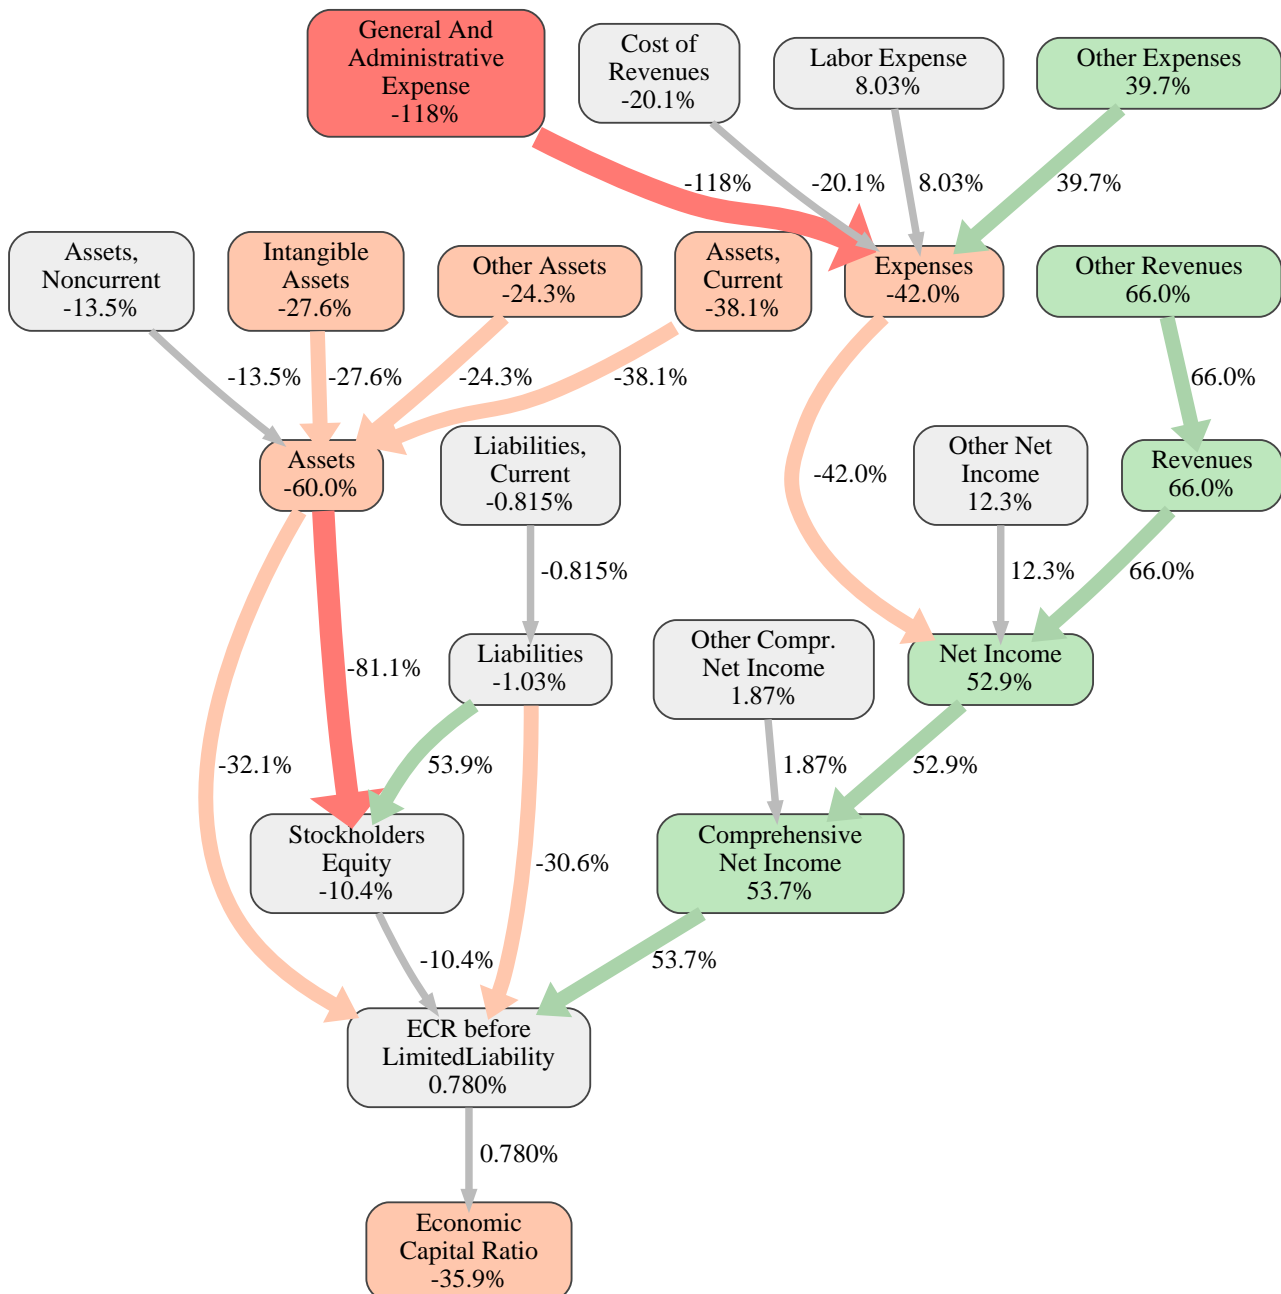 General And
Administrative
Expense
-118%
Cost of
Revenues
-20.1%
Labor Expense
8.03%
Other Expenses
39.7%
-118%
-20.1%
8.03%
39.7%
Assets,
Noncurrent
-13.5%
Intangible
Assets
-27.6%
Other Assets
-24.3%
Assets,
Current
-38.1%
Expenses
-42.0%
Other Revenues
66.0%
-13.5%
-27.6%
-24.3%
-38.1%
66.0%
Assets
-60.0%
Liabilities,
Current
-0.815%
-42.0%
Other Net
Income
12.3%
Revenues
66.0%
-0.815%
12.3%
66.0%
-81.1%
Liabilities
-1.03%
Other Compr.
Net Income
1.87%
Net Income
52.9%
-32.1%
53.9%
1.87%
52.9%
Stockholders
Equity
-10.4%
-30.6%
Comprehensive
Net Income
53.7%
-10.4%
53.7%
ECR before
LimitedLiability
0.780%
0.780%
Economic
Capital Ratio
-35.9%